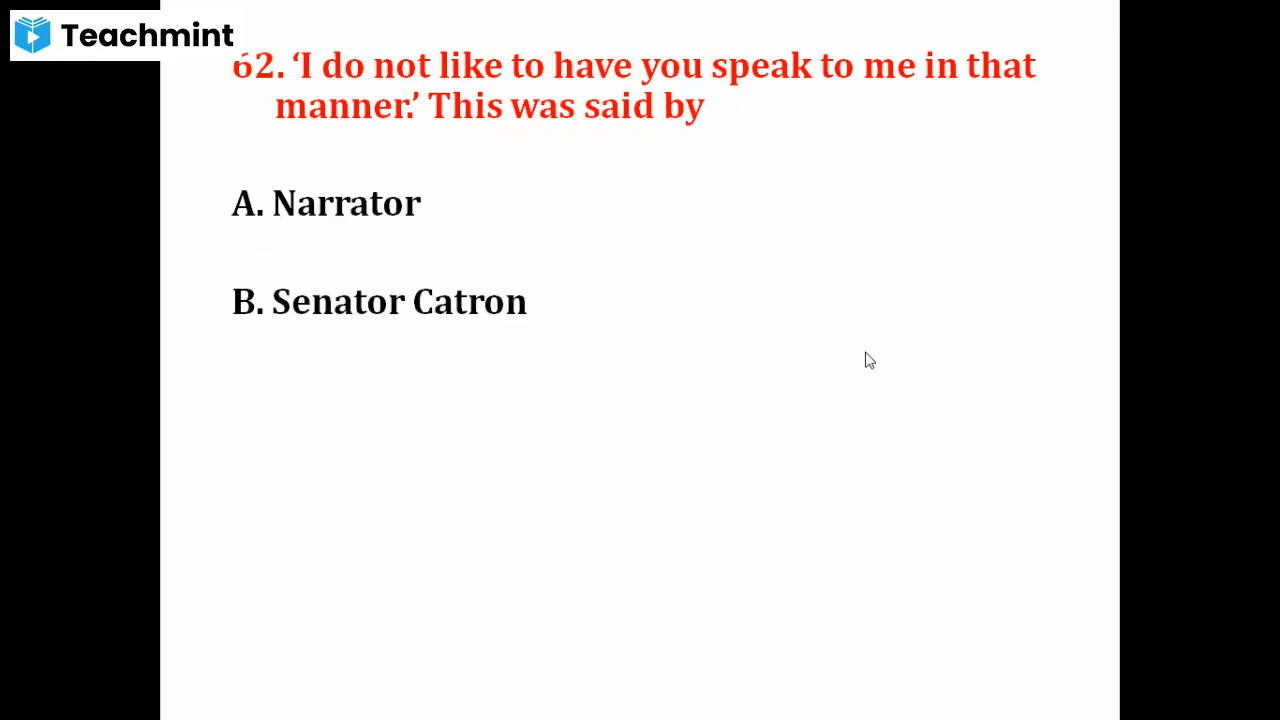 Teachmint
62. ‘I do not like to have you speak to me in that
manner.’ This was said by
A. Narrator
B. Senator Catron